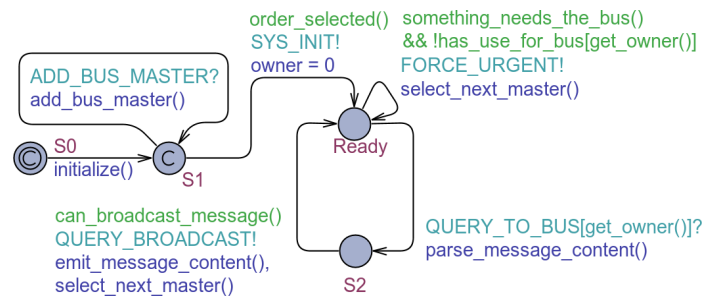 order_selected()
SYS_INIT!
owner = 0
something_needs_the_bus()
&& !has_use_for_bus[get_owner()]
FORCE_URGENT!
select_next_master()
ADD_BUS_MASTER?
add_bus_master()
Ready
S0
C
C
initialize()
S1
can_broadcast_message()
QUERY_BROADCAST!
emit_message_content(),
select_next_master()
QUERY_TO_BUS[get_owner()]?
parse_message_content()
S2